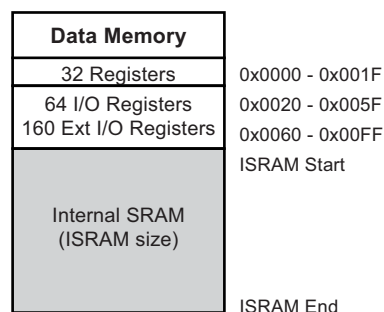 Data Memory
32 Registers 0x0000 - 0x001F
64 I/O Registers 0x0020 - 0x005F
160 Ext I/O Registers 0x0060 - 0x00FF
ISRAM Start
Internal SRAM
(ISRAM size)
ISRAM End